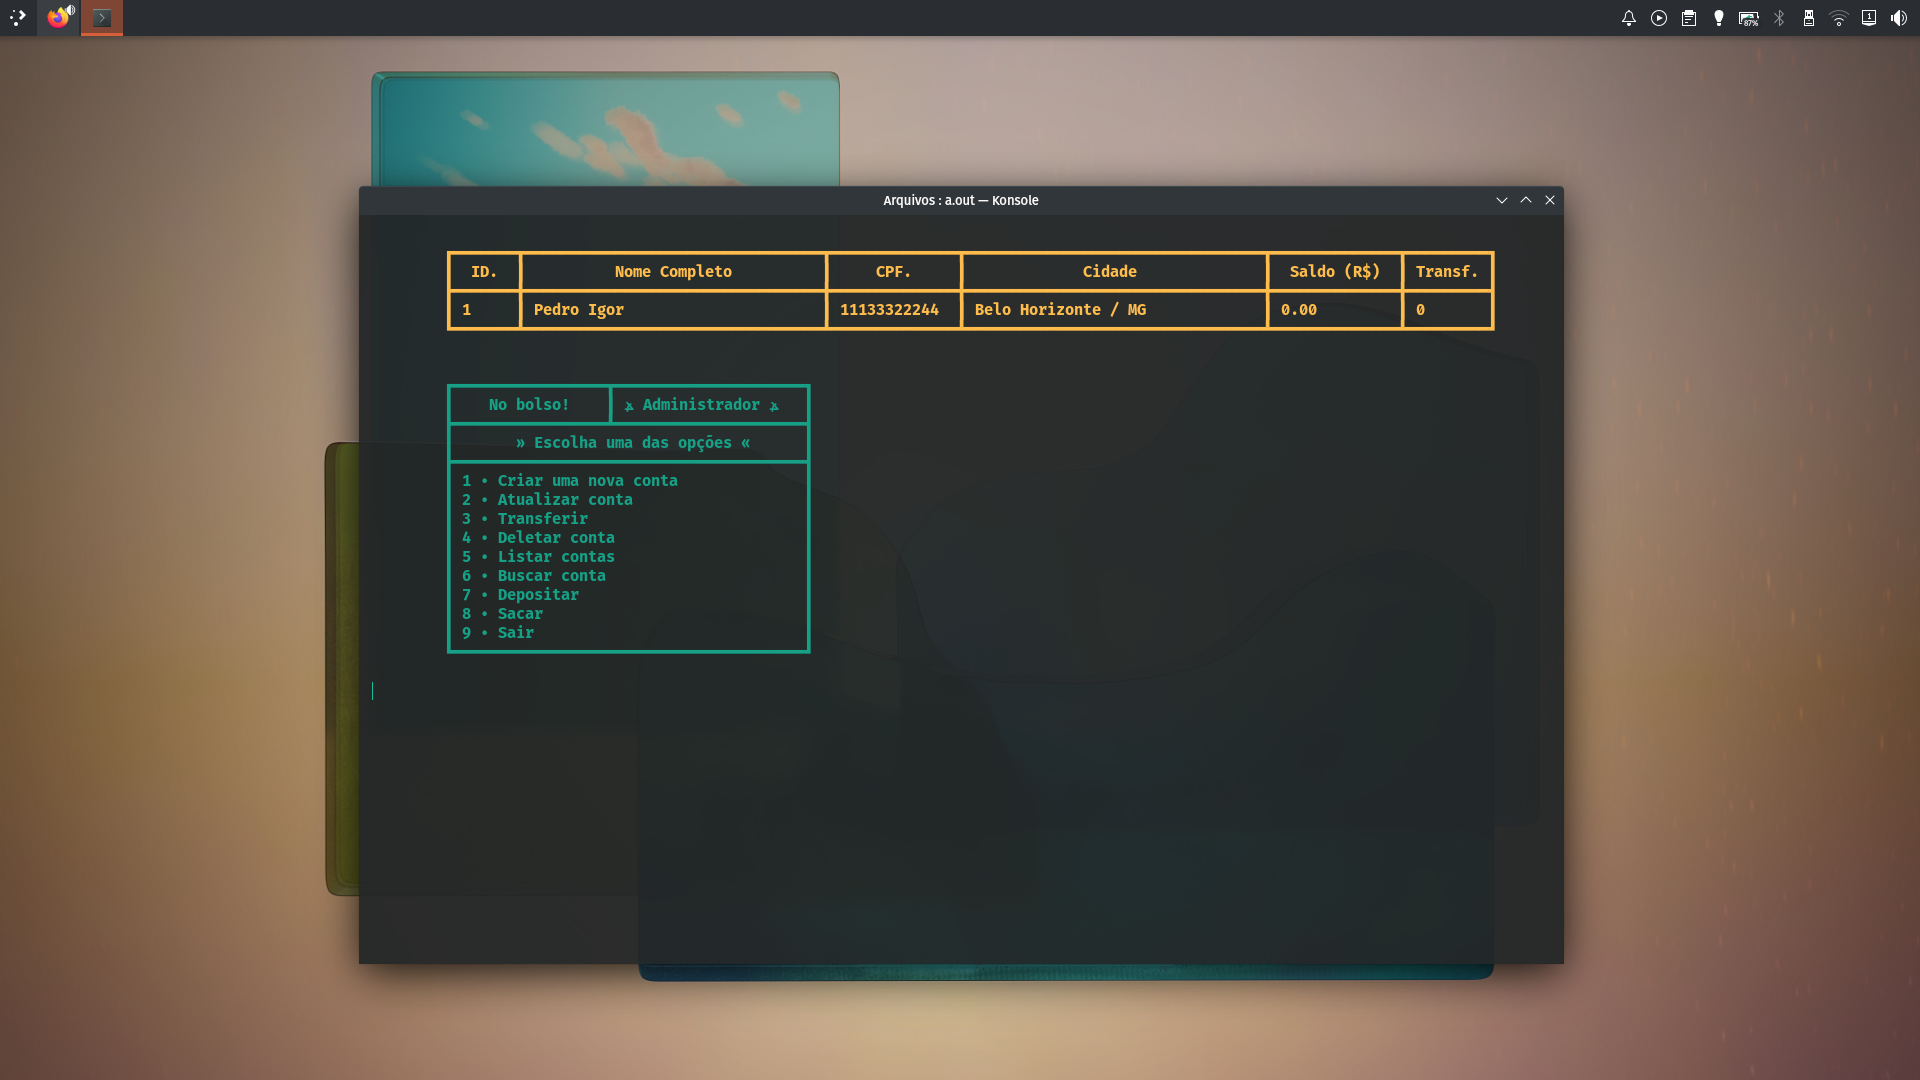 87%
1
Arquivos : a.out — Konsole
ID. Nome Completo CPF. Cidade Saldo (R$) Transf.
1 Pedro Igor 11133322244 Belo Horizonte / MG 0.00 0
No bolso! Administrador
» Escolha uma das opções «
1 • Criar uma nova conta
2 • Atualizar conta
3 • Transferir
4 • Deletar conta
5 • Listar contas
6 • Buscar conta
7 • Depositar
8 • Sacar
9 • Sair